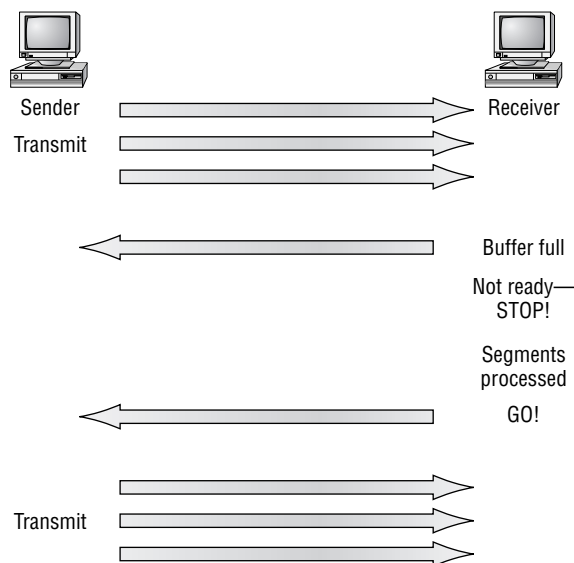 Sender
Receiver
Transmit
Buffer full
Not ready—
STOP!
Segments
processed
GO!
Transmit